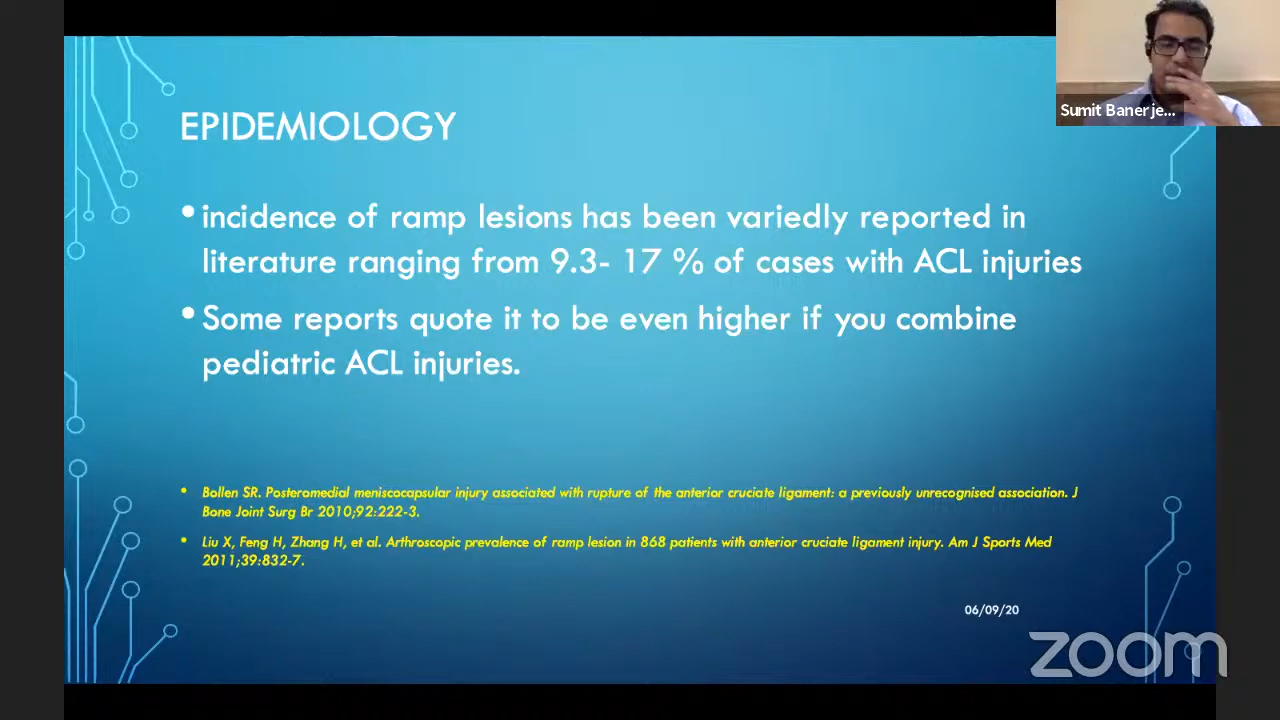 Sumit Banerje...
EPIDEMIOLOGY
• incidence of ramp lesions has been variedly reported in
literature ranging from 9.3- 17 % of cases with ACL injuries
• Some reports quote it to be even higher if you combine
pediatric ACL injuries.
• Bollen SR. Posteromedial meniscocapsular injury associated with rupture of the anterior cruciate ligament: a previously unrecognised association. J
Bone Joint Surg Br 2010;92:222-3.
• Liu X, Feng H, Zhang H, et al. Arthroscopic prevalence of ramp lesion in 868 patients with anterior cruciate ligament injury. Am J Sports Med
2011;39:832-7.
06/09/20
zoom